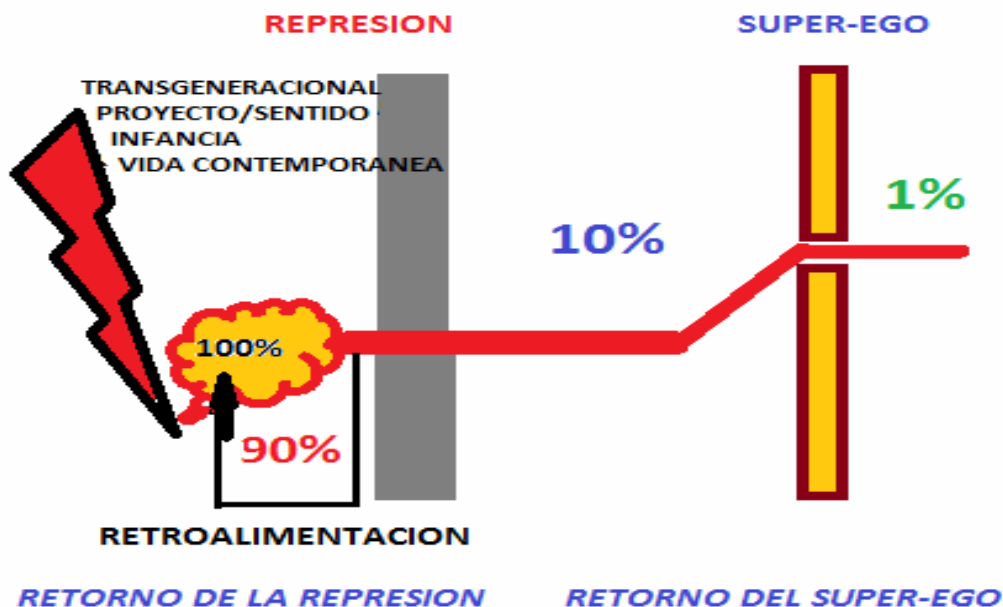 REPRESION
SUPER-EGO
TRANSGENERACIONAL
PROYECTO/SENTIDO
INFANCIA
VIDA CONTEMPORANEA
1%
10%
100%
90%
RETROALIMENTACION
RETORNO DE LA REPRESION
RETORNO DEL SUPER-EGO